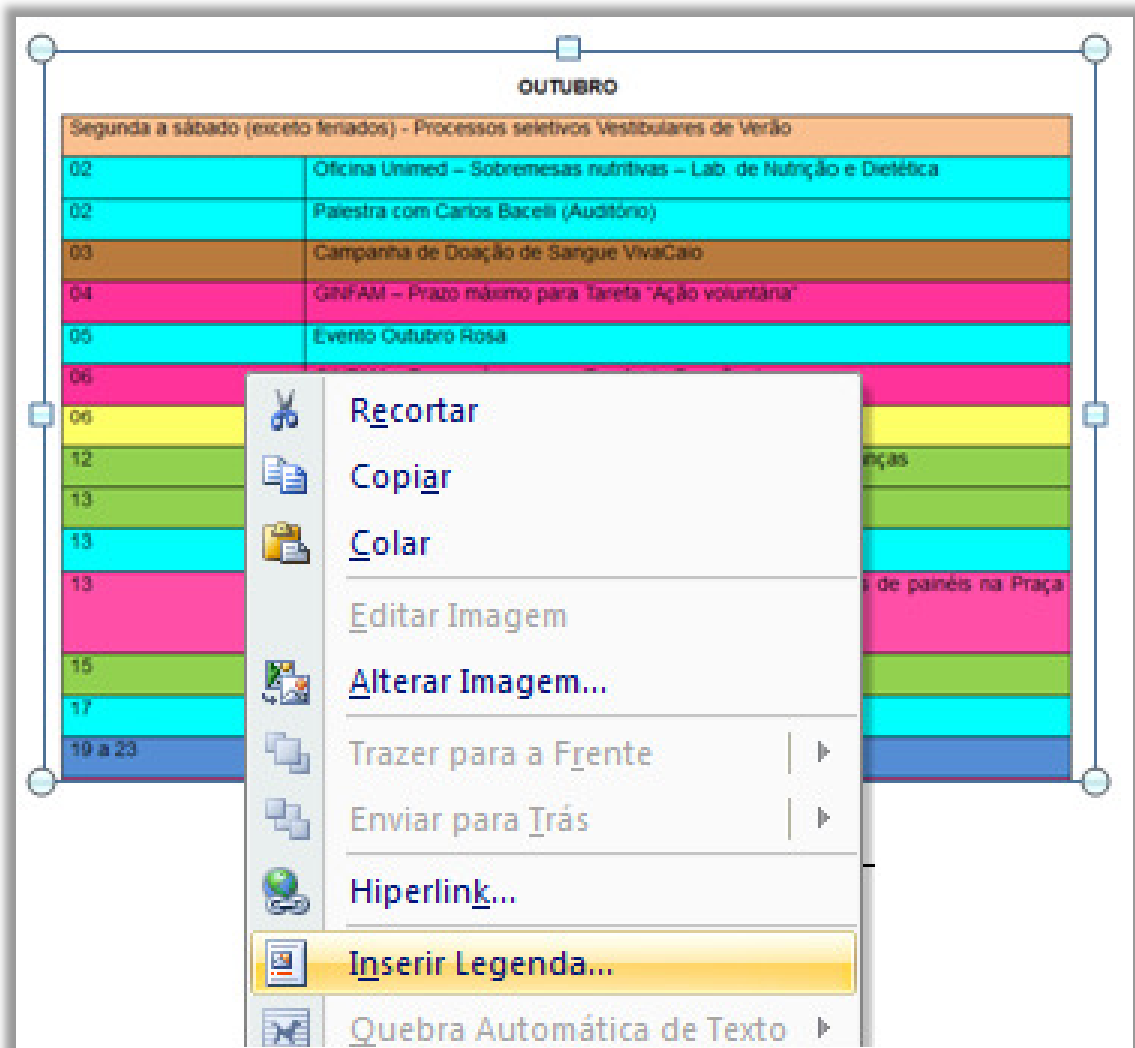 OUTUBRO
Segunda a sábado (exceto feriados) - Processos seletivos Vestibulares de Verão
02 Oficina Unimed – Sobremesas nutritivas – Lab. de Nutrição e Dietética
02 Palestra com Carlos Bacelli (Auditório)
03 Campanha de Doação de Sangue VivaCaio
04 GINFAM – Prazo máximo para Tarefa "Ação voluntária"
05 Evento Outubro Rosa
06
06
12 nças
13
13
13 s de painéis na Praça
15
17
19 a 23
Recortar
Copiar
Colar
Editar Imagem
Alterar Imagem...
Trazer para a Frente
Enviar para Trás
Hiperlink...
Inserir Legenda...
Quebra Automática de Texto